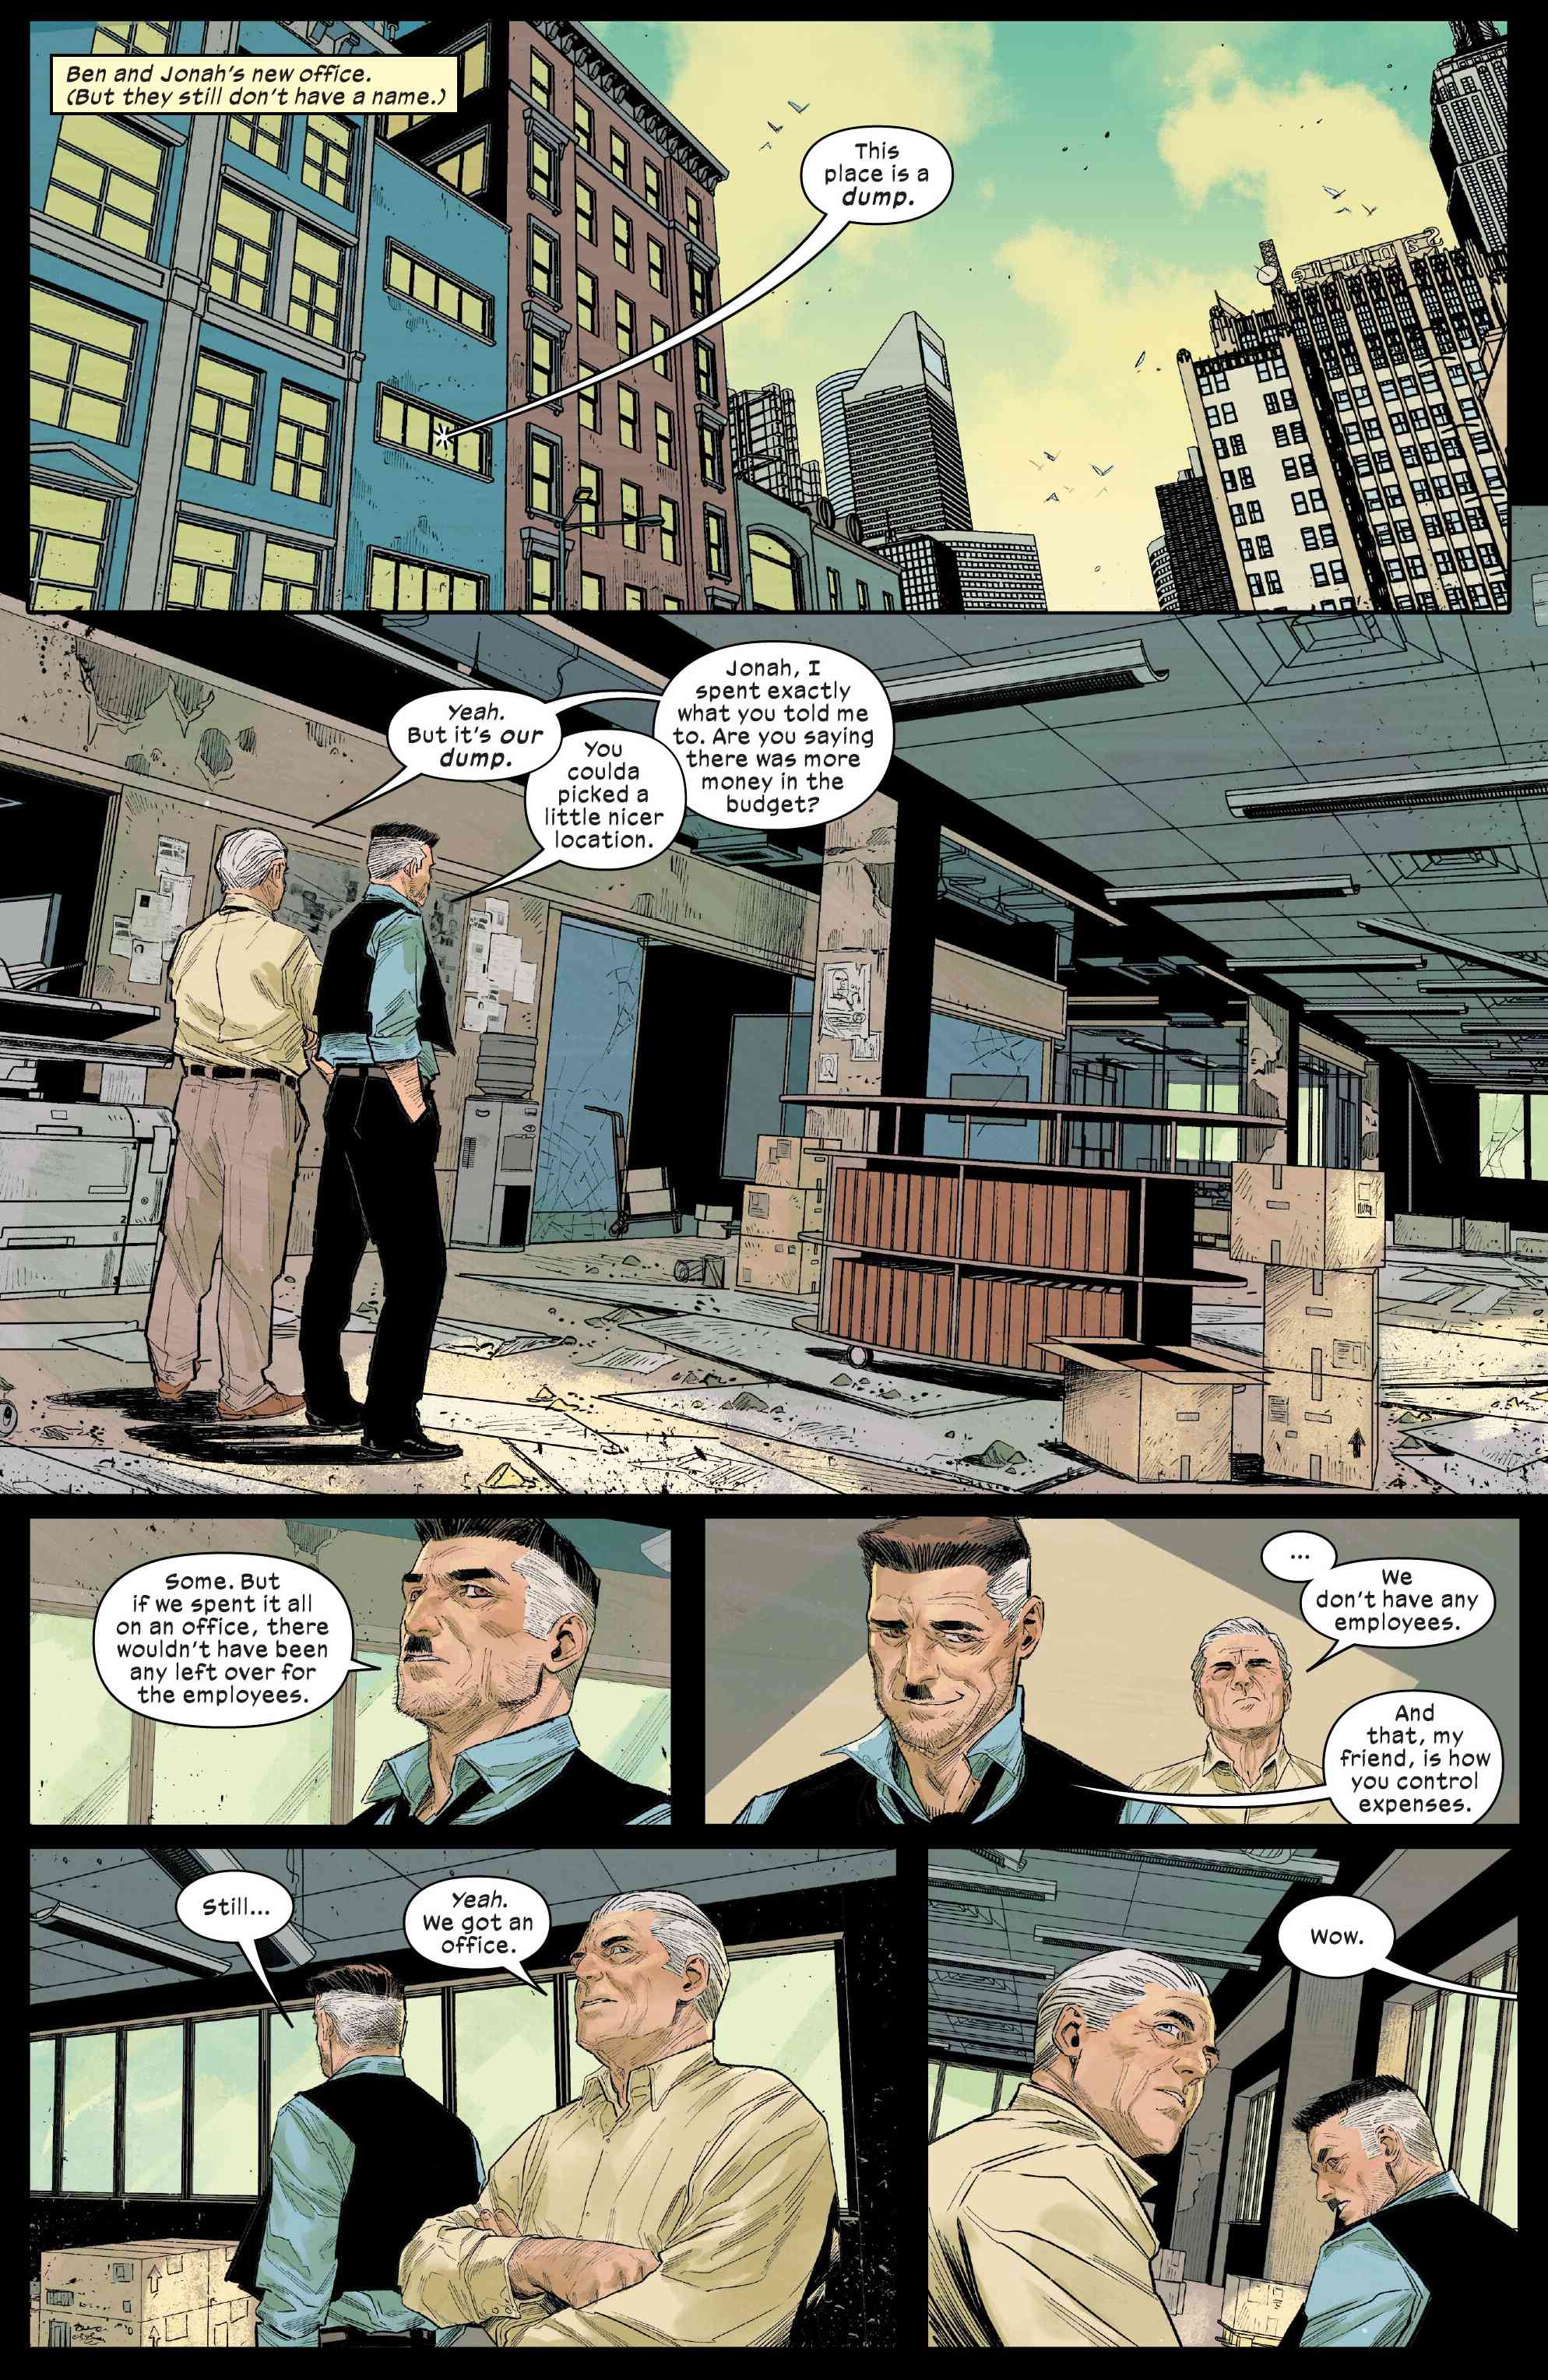 Ben and Jonah's new office.
(But they still don't have a name.)
This
place is a
dump.
Yeah.
But it's our
dump.
You
coulda
picked a
little nicer
location.
Jonah, I
spent exactly
what you told me
to. Are you saying
there was more
money in the
budget?
Some. But
if we spent it all
on an office, there
wouldn't have been
any left over for
the employees.
...
We
don't have any
employees.
And
that, my
friend, is how
you control
expenses.
Still...
Yeah.
We got an
office.
Wow.